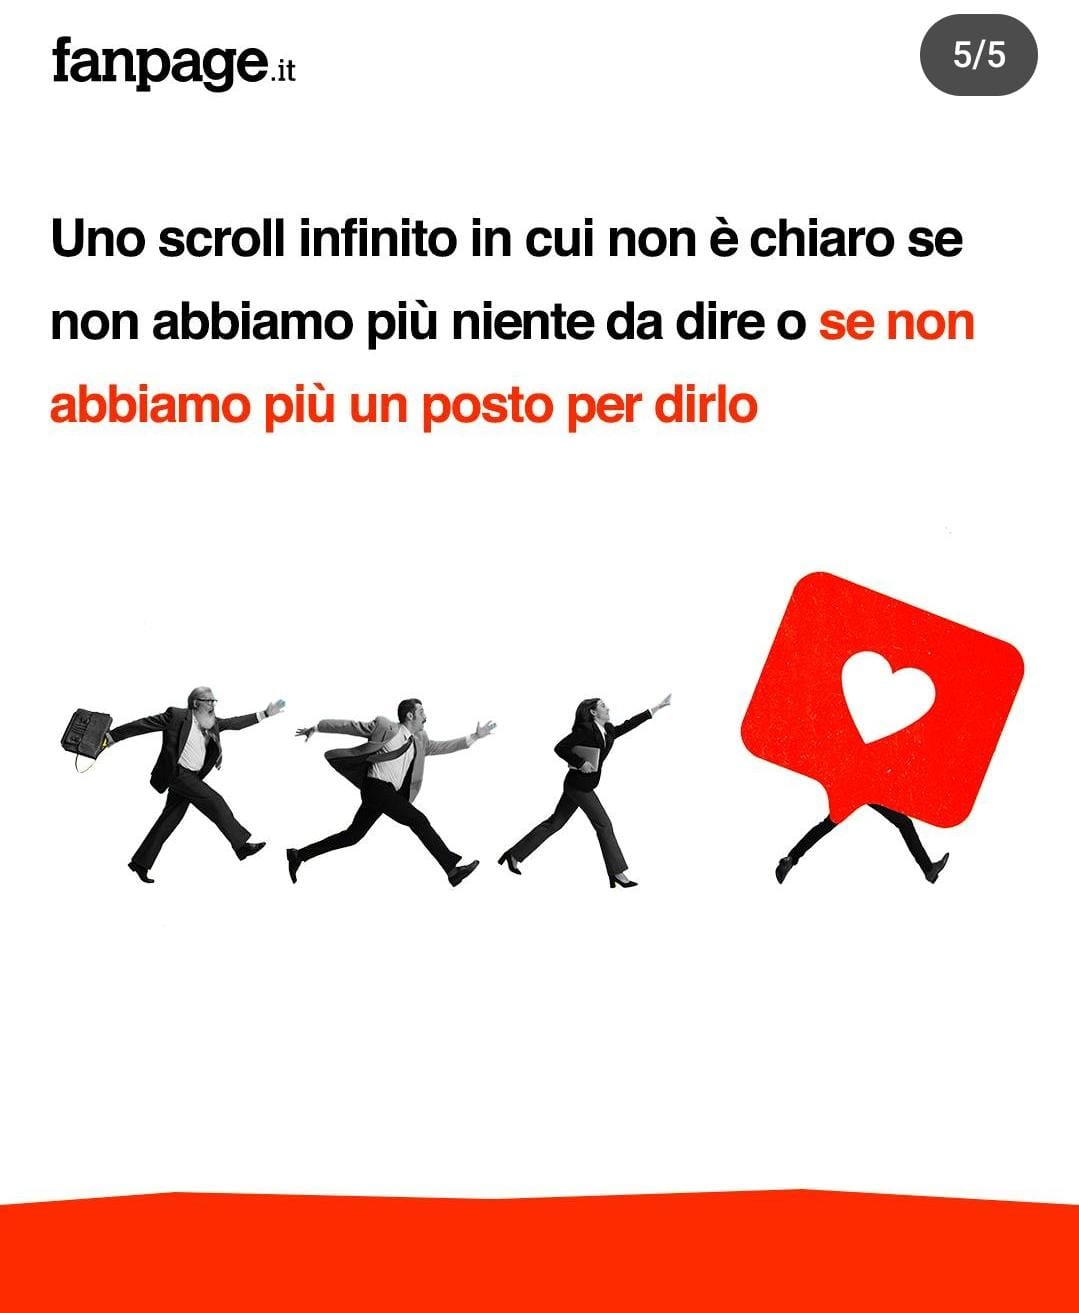 fanpage.it
5/5
Uno scroll infinito in cui non è chiaro se
non abbiamo più niente da dire o se non
abbiamo più un posto per dirlo